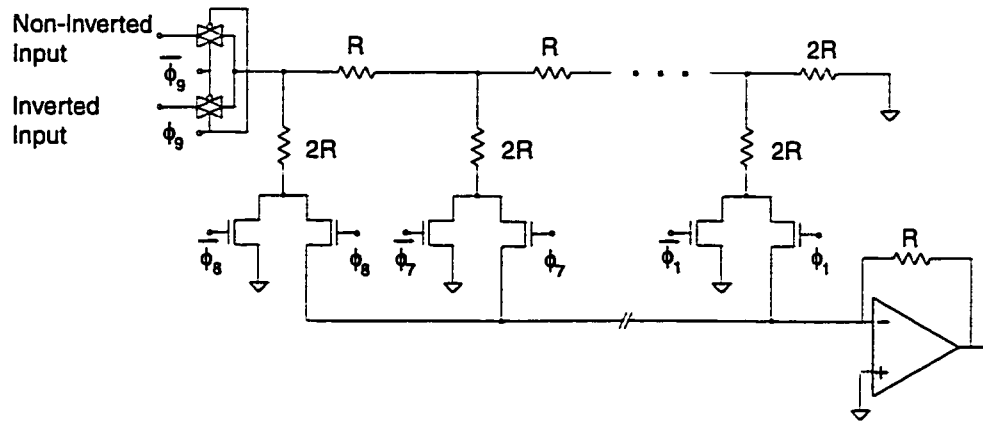 Non-Inverted
Input
R
R
2R
ϕ̅₉
Inverted
Input
ϕ₉
2R
2R
2R
ϕ̅₈
ϕ₈
ϕ̅₇
ϕ₇
ϕ̅₁
ϕ₁
R